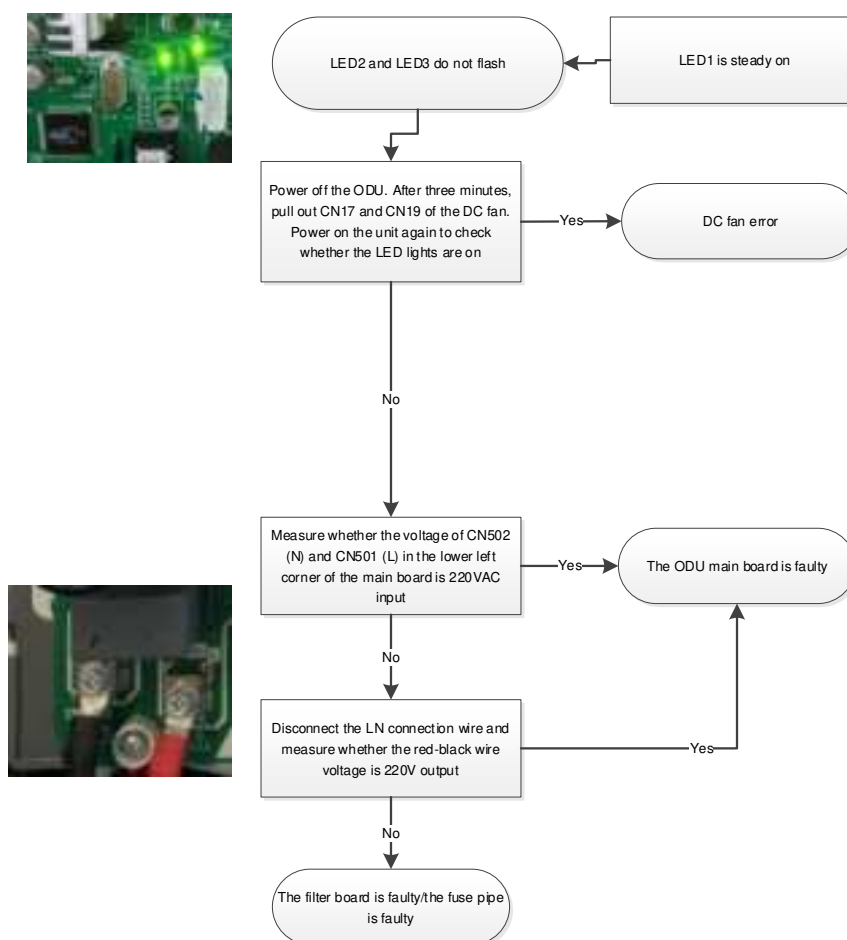 LED2 and LED3 do not flash
LED1 is steady on
Power off the ODU. After three minutes,
pull out CN17 and CN19 of the DC fan.
Power on the unit again to check
whether the LED lights are on
Yes
DC fan error
No
Measure whether the voltage of CN502
(N) and CN501 (L) in the lower left
corner of the main board is 220VAC
input
Yes
The ODU main board is faulty
No
Disconnect the LN connection wire and
measure whether the red-black wire
voltage is 220V output
Yes
No
The filter board is faulty/the fuse pipe
is faulty